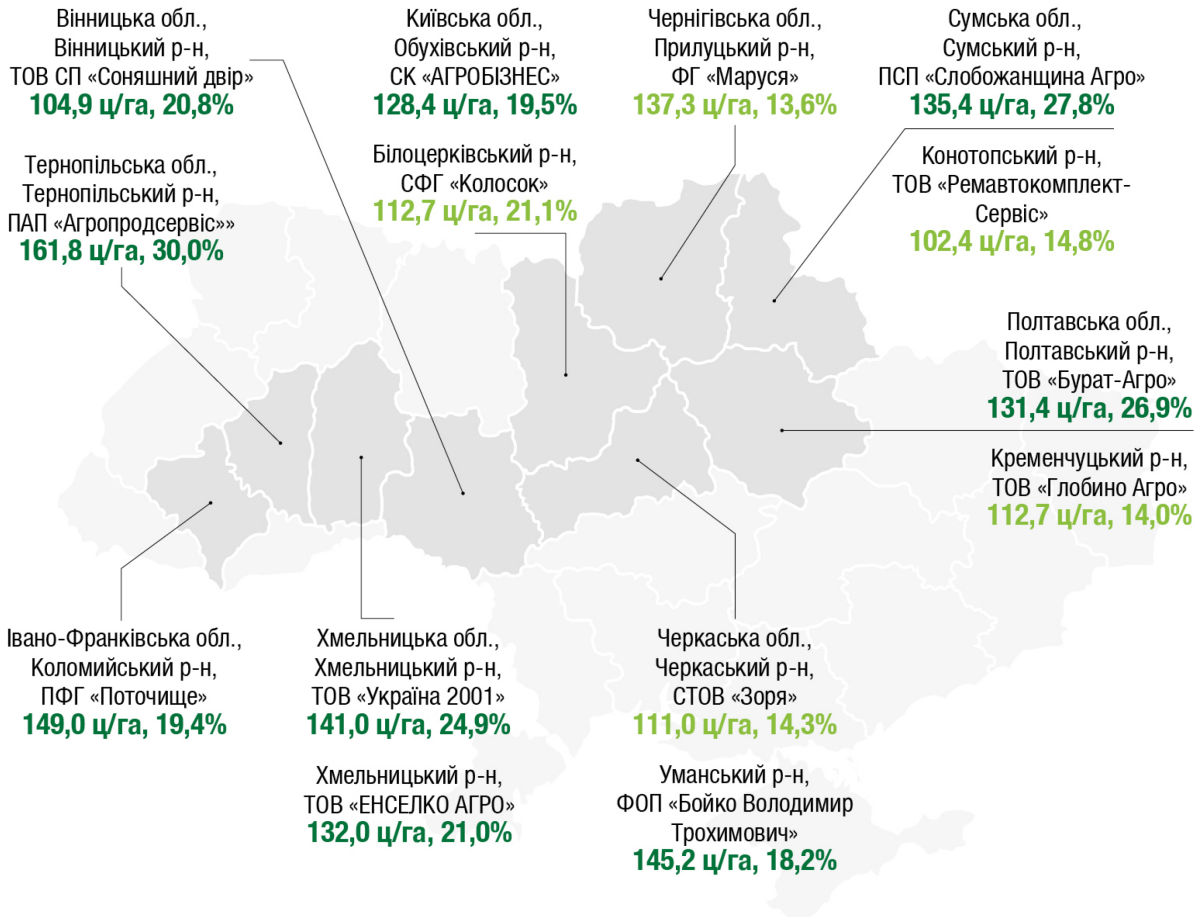 Вінницька обл.,
Вінницький р-н,
ТОВ СП «Соняшний двір»
104,9 ц/га, 20,8%
Київська обл.,
Обухівський р-н,
СК «АГРОБІЗНЕС»
128,4 ц/га, 19,5%
Білоцерківський р-н,
СФГ «Колосок»
112,7 ц/га, 21,1%
Чернігівська обл.,
Прилуцький р-н,
ФГ «Маруся»
137,3 ц/га, 13,6%
Сумська обл.,
Сумський р-н,
ПСП «Слобожанщина Агро»
135,4 ц/га, 27,8%
Конотопський р-н,
ТОВ «Ремавтокомплект-
Сервіс»
102,4 ц/га, 14,8%
Тернопільська обл.,
Тернопільський р-н,
ПАП «Агропродсервіс»»
161,8 ц/га, 30,0%
Полтавська обл.,
Полтавський р-н,
ТОВ «Бурат-Агро»
131,4 ц/га, 26,9%
Кременчуцький р-н,
ТОВ «Глобино Агро»
112,7 ц/га, 14,0%
Івано-Франківська обл.,
Коломийський р-н,
ПФГ «Поточище»
149,0 ц/га, 19,4%
Хмельницька обл.,
Хмельницький р-н,
ТОВ «Україна 2001»
141,0 ц/га, 24,9%
Хмельницький р-н,
ТОВ «ЕНСЕЛКО АГРО»
132,0 ц/га, 21,0%
Черкаська обл.,
Черкаський р-н,
СТОВ «Зоря»
111,0 ц/га, 14,3%
Уманський р-н,
ФОП «Бойко Володимир
Трохимович»
145,2 ц/га, 18,2%